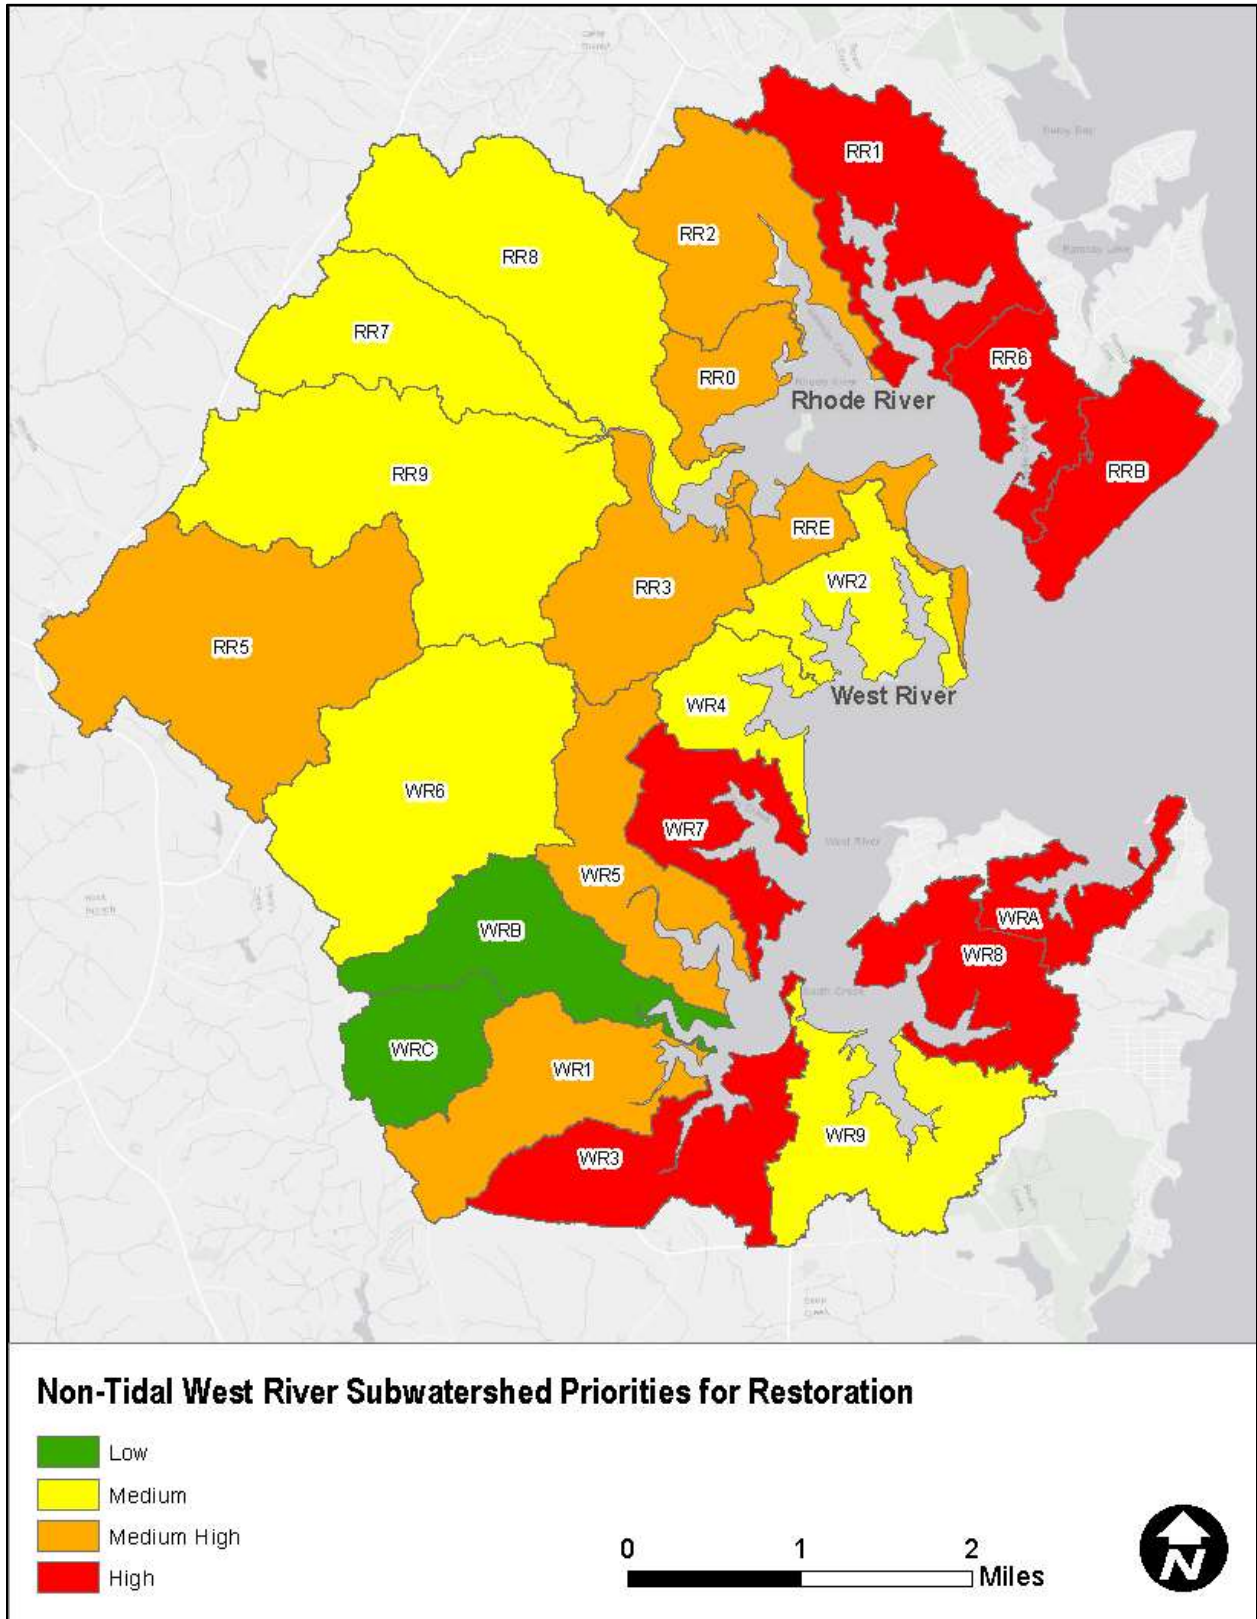 RR1
RR2
RR8
RR7
RR6
RR0
Rhode River
RR9
RRB
RRE
WR2
RR3
RR5
West River
WR4
WR6
WR7
West River
WR5
WRA
WRB
WR8
WRC
WR1
WR9
WR3
Non-Tidal West River Subwatershed Priorities for Restoration
Low
Medium
Medium High
High
0 1 2
Miles
N